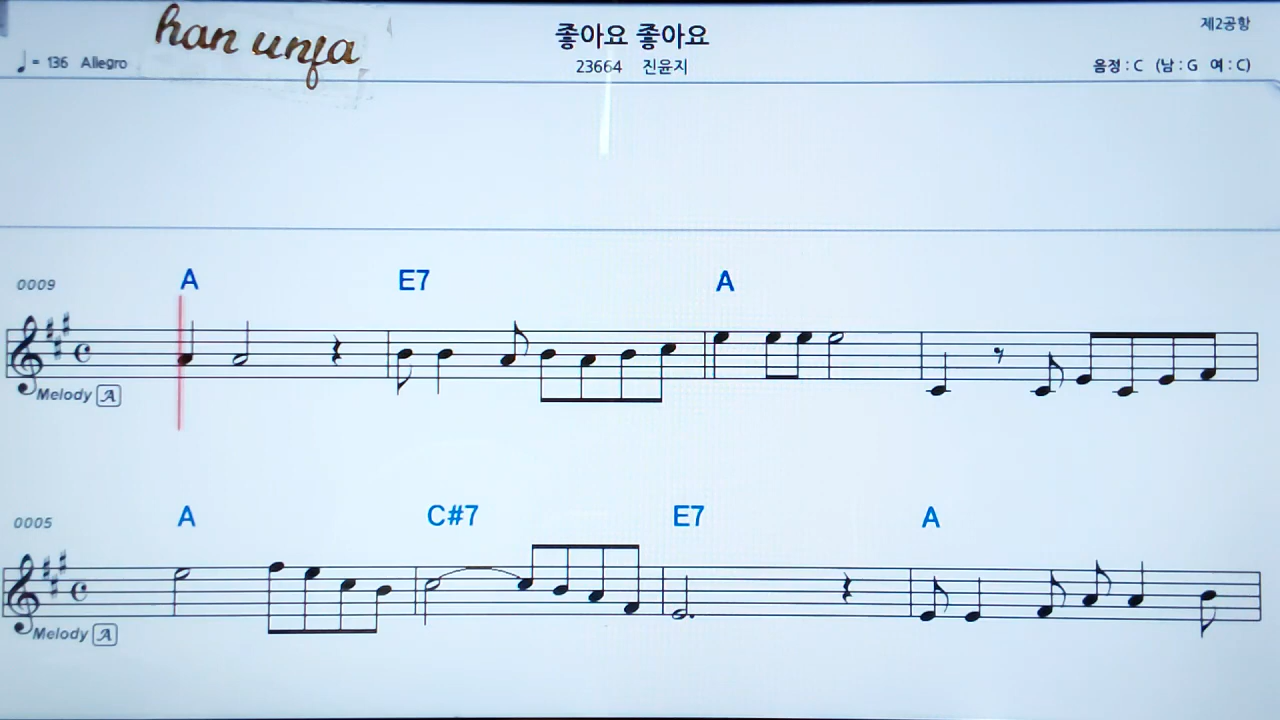 han unfa
좋아요 좋아요
제2공항
♩= 136 Allegro
23664 진윤지
음정 : C (남 : G 여 : C)
0009
A E7 A
Melody A
0005
A C#7 E7 A
Melody A